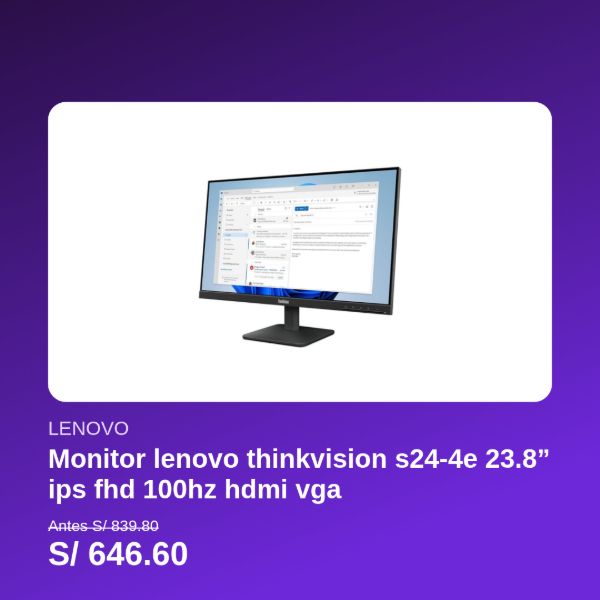 LENOVO
Monitor lenovo thinkvision s24-4e 23.8”
ips fhd 100hz hdmi vga
Antes S/ 839.80
S/ 646.60